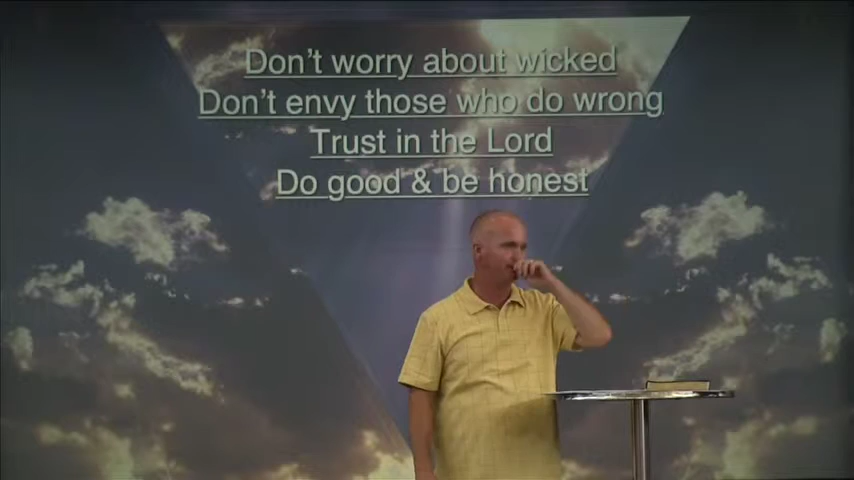 Don't worry about wicked
Don't envy those who do wrong
Trust in the Lord
Do good & be honest